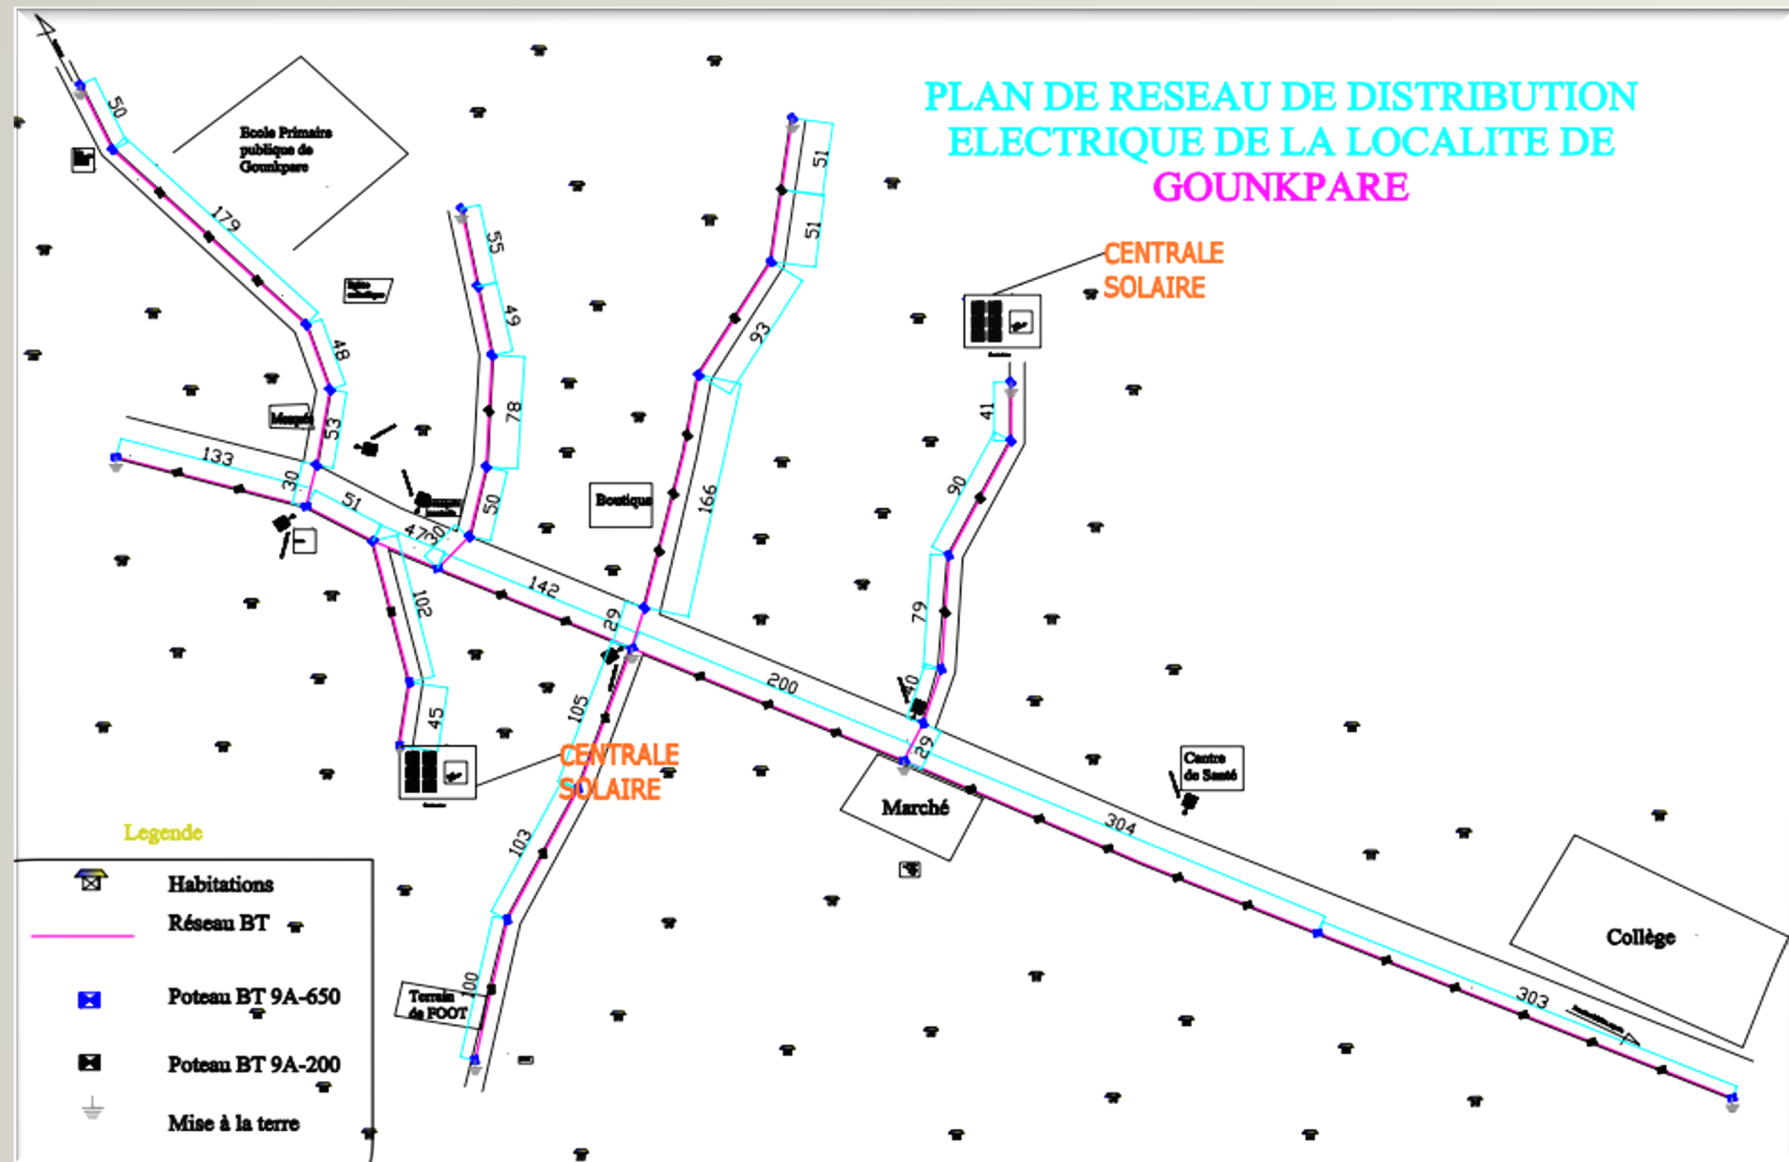 PLAN DE RESEAU DE DISTRIBUTION
ELECTRIQUE DE LA LOCALITE DE
GOUNKPARE
50
Ecole Primaire
publique de
Gounkpare
179
48
53
Mosquée
133
30
51
47
30
55
49
78
50
142
102
45
Boutique
51
51
93
166
29
CENTRALE
SOLAIRE
41
90
79
40
29
200
105
CENTRALE
SOLAIRE
103
100
Terrain
de FOOT
Marché
304
Centre
de Santé
303
Collège
Legende
Habitations
Réseau BT
Poteau BT 9A-650
Poteau BT 9A-200
Mise à la terre